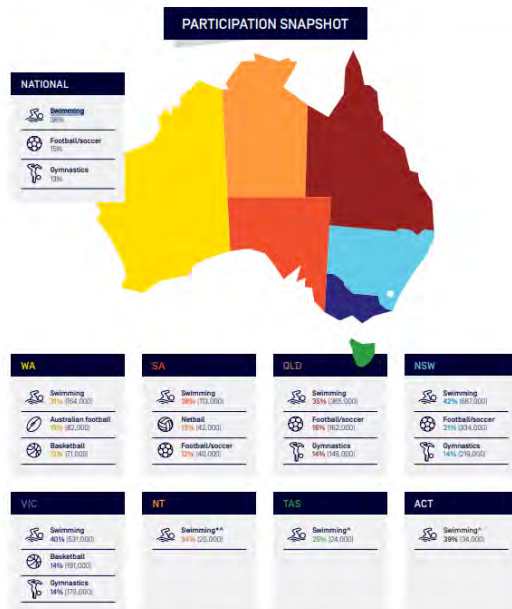 PARTICIPATION SNAPSHOT
NATIONAL
Swimming
36%
Football/soccer
15%
Gymnastics
13%
WA
Swimming
31% (164,000)
Australian football
15% (82,000)
Basketball
13% (71,000)
SA
Swimming
36% (113,000)
Netball
13% (42,000)
Football/soccer
12% (40,000)
QLD
Swimming
35% (365,000)
Football/soccer
16% (162,000)
Gymnastics
14% (149,000)
NSW
Swimming
42% (667,000)
Football/soccer
21% (334,000)
Gymnastics
14% (219,000)
VIC
Swimming
40% (531,000)
Basketball
14% (181,000)
Gymnastics
14% (179,000)
NT
Swimming*^
34% (20,000)
TAS
Swimming^
25% (24,000)
ACT
Swimming^
39% (34,000)